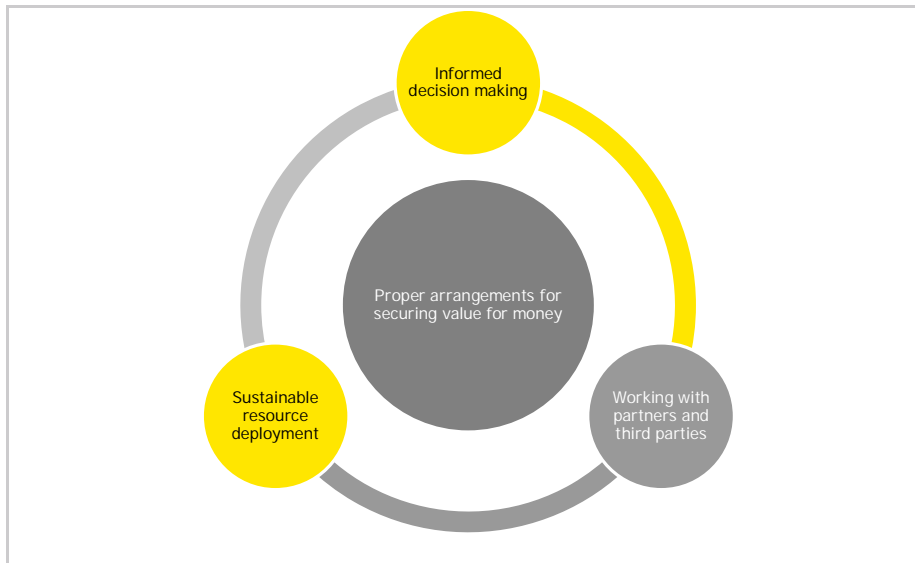 Informed
decision making
Proper arrangements for
securing value for money
Sustainable
resource
deployment
Working with
partners and
third parties